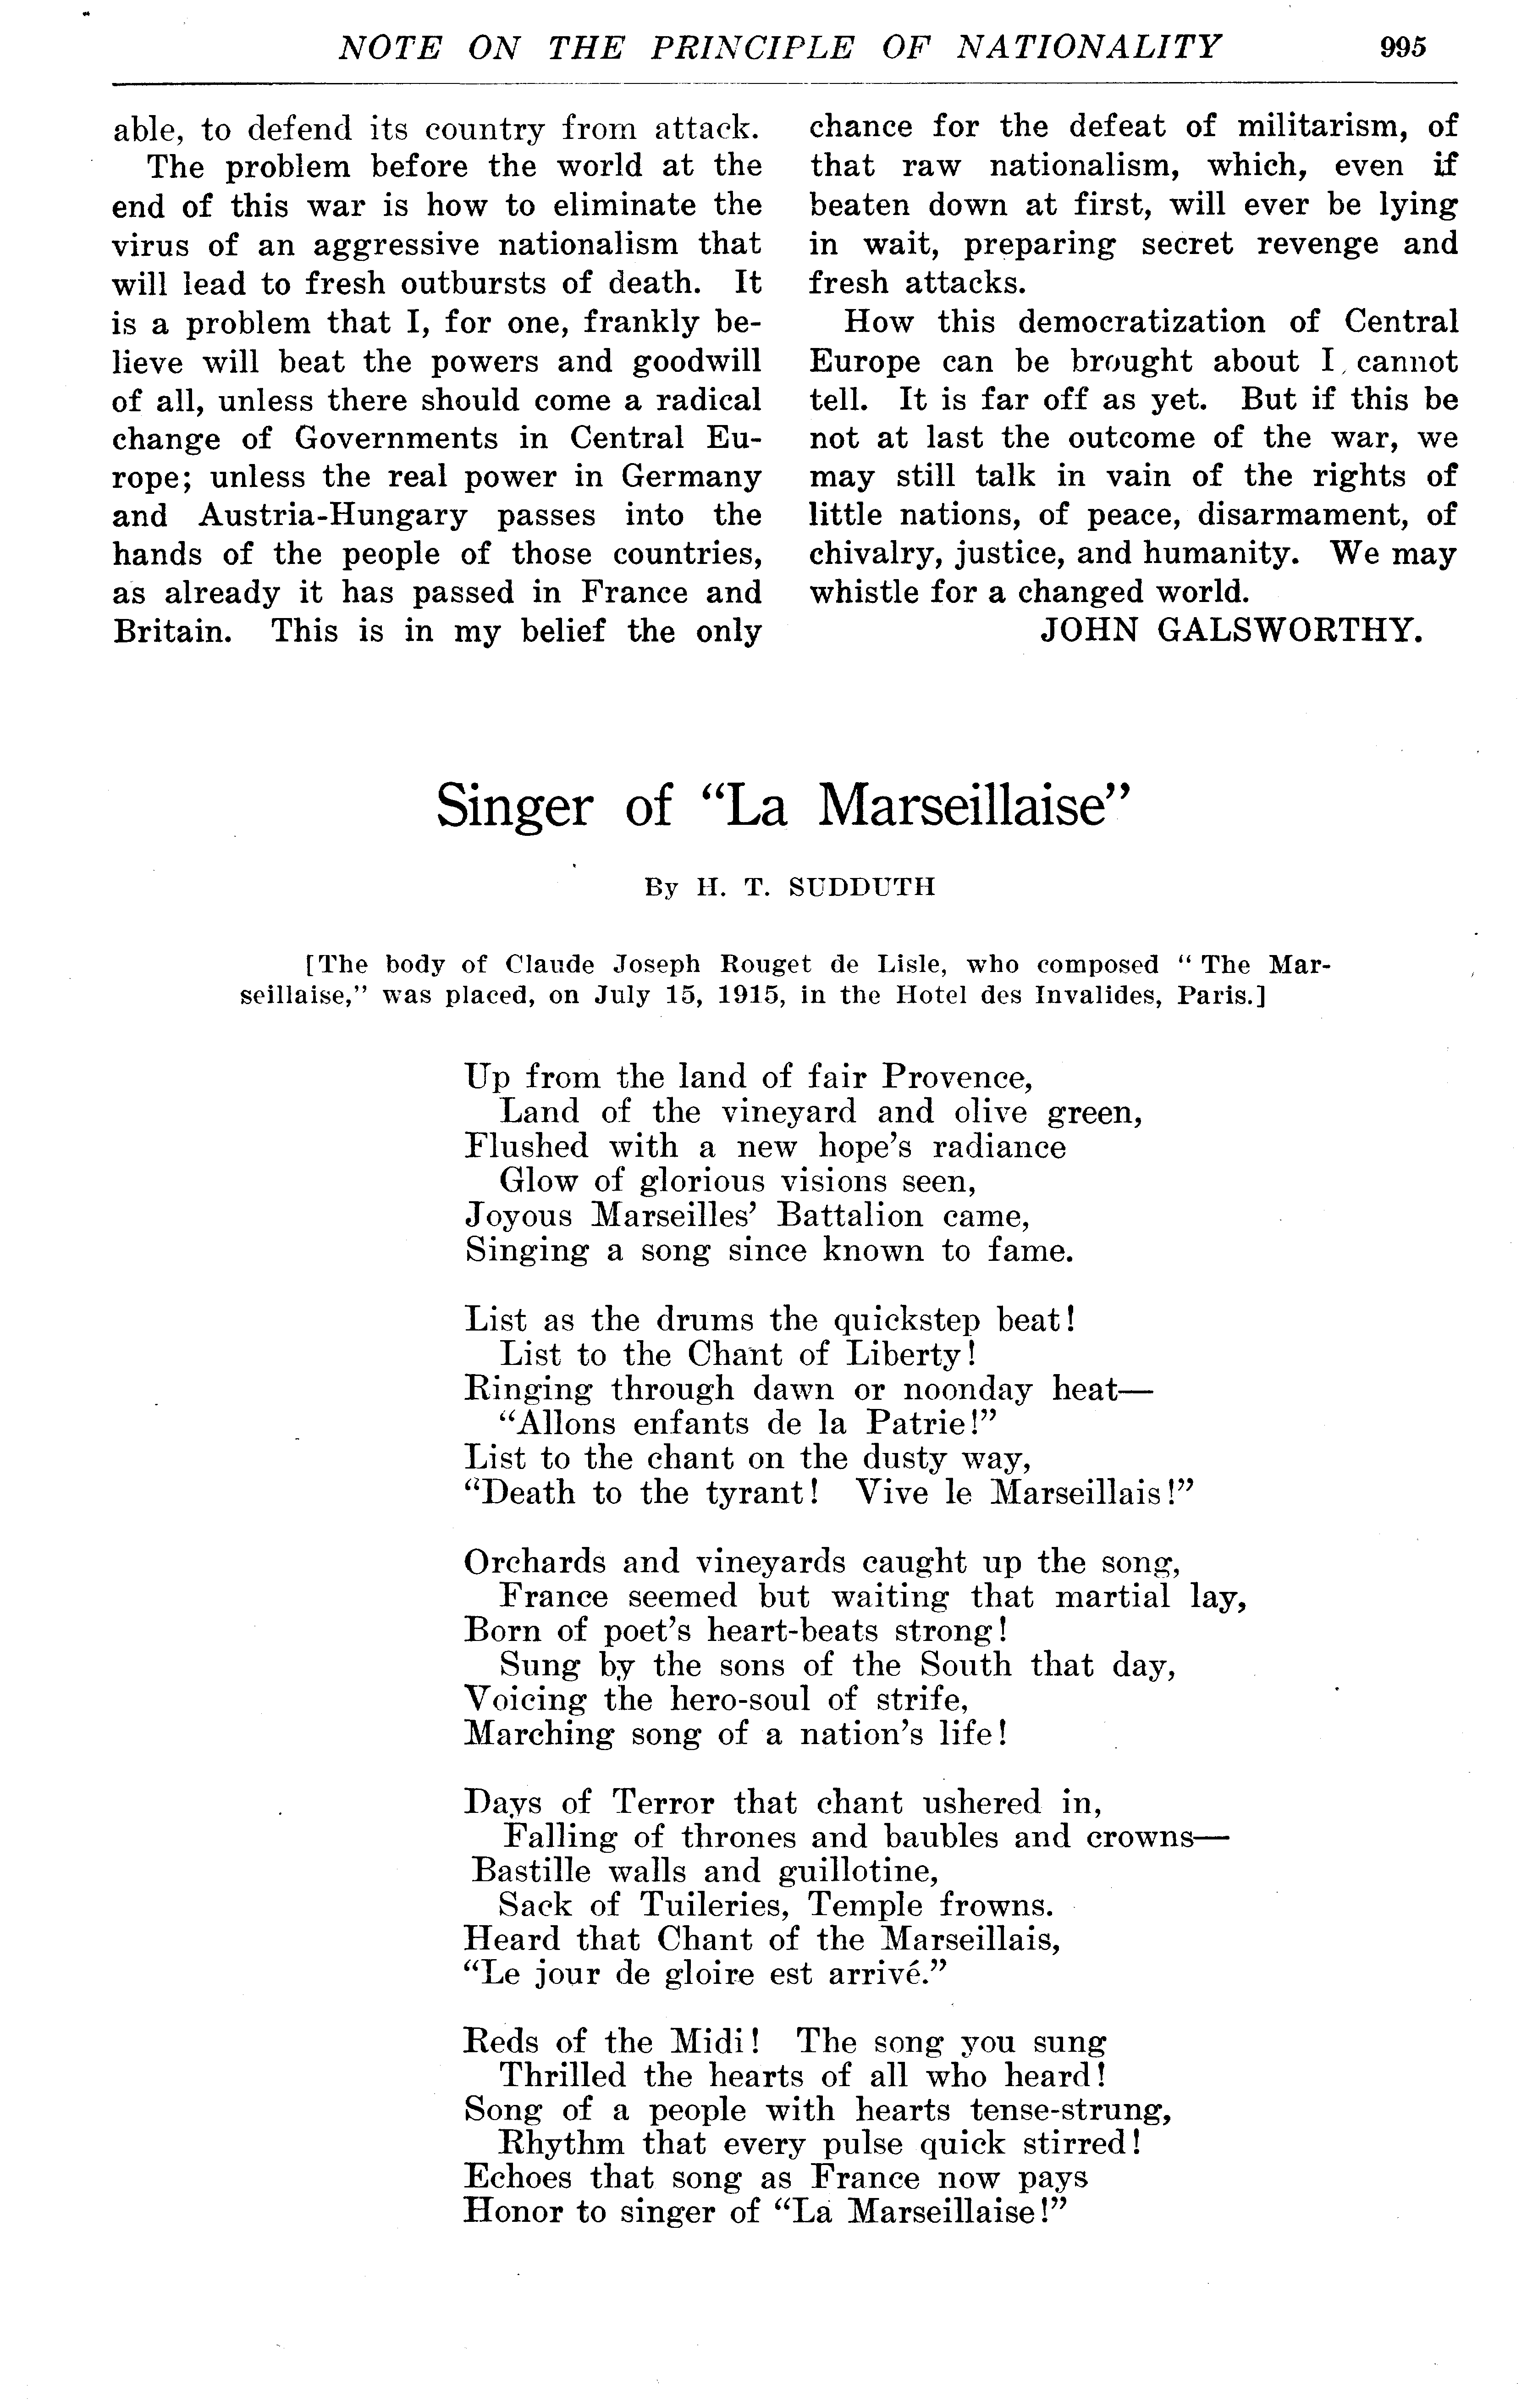 NOTE ON THE PRINCIPLE OF NATIONALITY 995
able, to defend its country from attack.
The problem before the world at the
end of this war is how to eliminate the
virus of an aggressive nationalism that
will lead to fresh outbursts of death. It
is a problem that I, for one, frankly be-
lieve will beat the powers and goodwill
of all, unless there should come a radical
change of Governments in Central Eu-
rope; unless the real power in Germany
and Austria-Hungary passes into the
hands of the people of those countries,
as already it has passed in France and
Britain. This is in my belief the only
chance for the defeat of militarism, of
that raw nationalism, which, even if
beaten down at first, will ever be lying
in wait, preparing secret revenge and
fresh attacks.
How this democratization of Central
Europe can be brought about I cannot
tell. It is far off as yet. But if this be
not at last the outcome of the war, we
may still talk in vain of the rights of
little nations, of peace, disarmament, of
chivalry, justice, and humanity. We may
whistle for a changed world.
JOHN GALSWORTHY.
Singer of "La Marseillaise"
By H. T. SUDDUTH
[The body of Claude Joseph Rouget de Lisle, who composed "The Mar-
seillaise," was placed, on July 15, 1915, in the Hotel des Invalides, Paris.]
Up from the land of fair Provence,
Land of the vineyard and olive green,
Flushed with a new hope's radiance
Glow of glorious visions seen,
Joyous Marseilles' Battalion came,
Singing a song since known to fame.
List as the drums the quickstep beat!
List to the Chant of Liberty!
Ringing through dawn or noonday heat—
"Allons enfants de la Patrie!"
List to the chant on the dusty way,
"Death to the tyrant! Vive le Marseillais!"
Orchards and vineyards caught up the song,
France seemed but waiting that martial lay,
Born of poet's heart-beats strong!
Sung by the sons of the South that day,
Voicing the hero-soul of strife,
Marching song of a nation's life!
Days of Terror that chant ushered in,
Falling of thrones and baubles and crowns—
Bastille walls and guillotine,
Sack of Tuileries, Temple frowns.
Heard that Chant of the Marseillais,
"Le jour de gloire est arrivé."
Reds of the Midi! The song you sung
Thrilled the hearts of all who heard!
Song of a people with hearts tense-strung,
Rhythm that every pulse quick stirred!
Echoes that song as France now pays
Honor to singer of "La Marseillaise!"